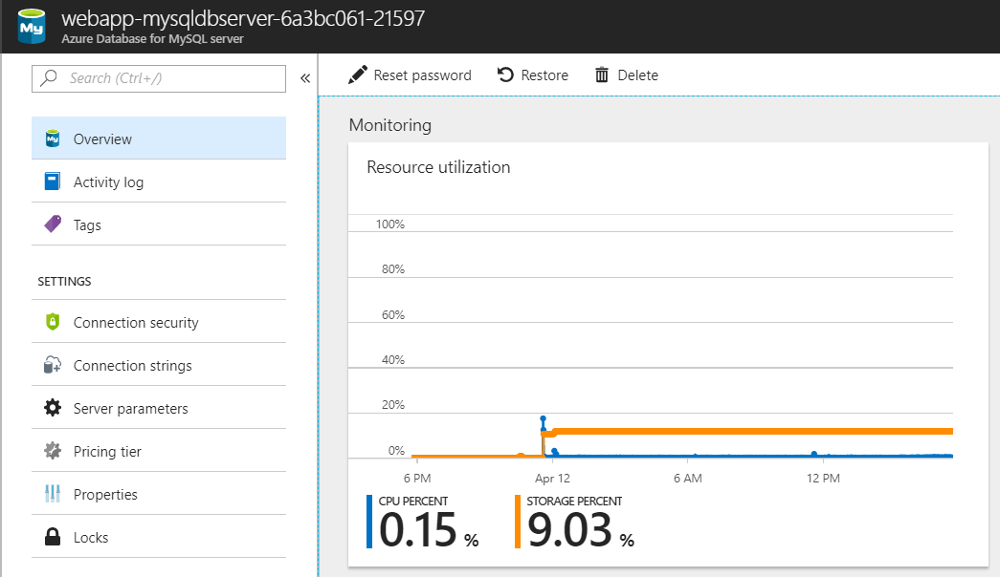 My
webapp-mysqldbserver-6a3bc061-21597
Azure Database for MySQL server
Search (Ctrl+/)
«
Reset password
Restore
Delete
My
Overview
Activity log
Tags
SETTINGS
Connection security
Connection strings
Server parameters
Pricing tier
Properties
Locks
Monitoring
Resource utilization
100%
80%
60%
40%
20%
0%
6 PM Apr 12 6 AM 12 PM
CPU PERCENT
0.15 %
STORAGE PERCENT
9.03 %